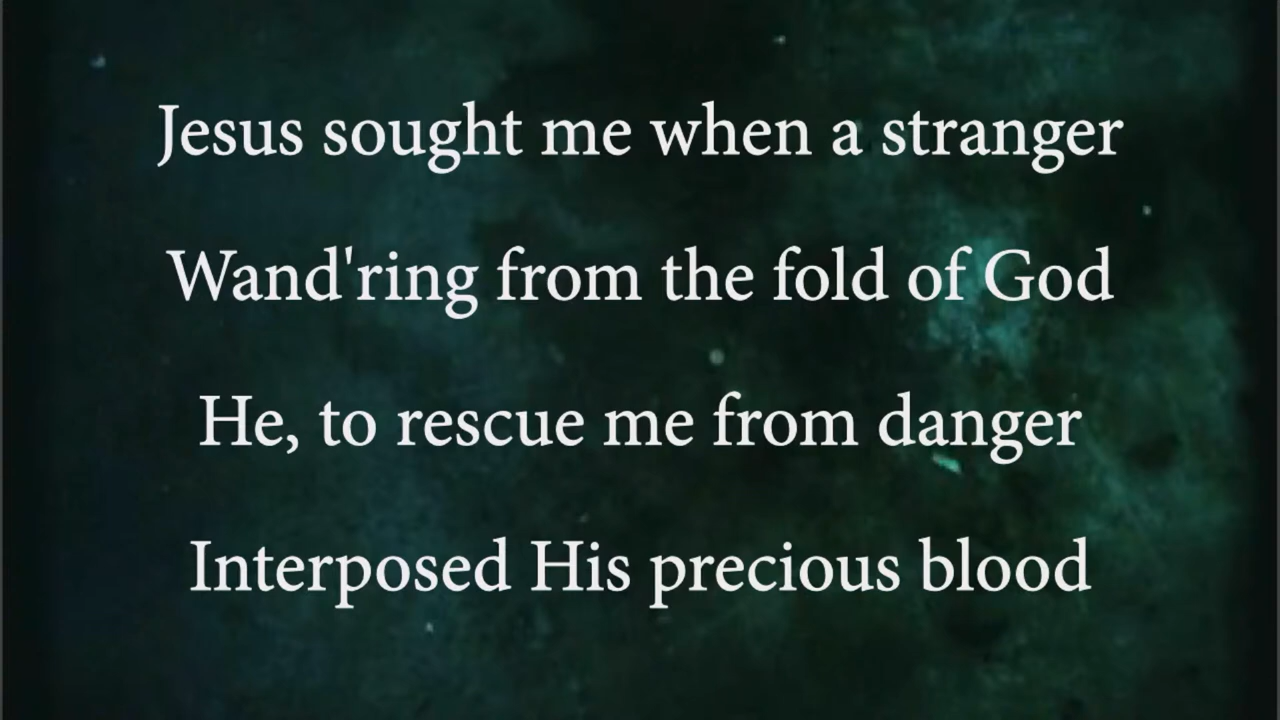 Jesus sought me when a stranger
Wand'ring from the fold of God
He, to rescue me from danger
Interposed His precious blood